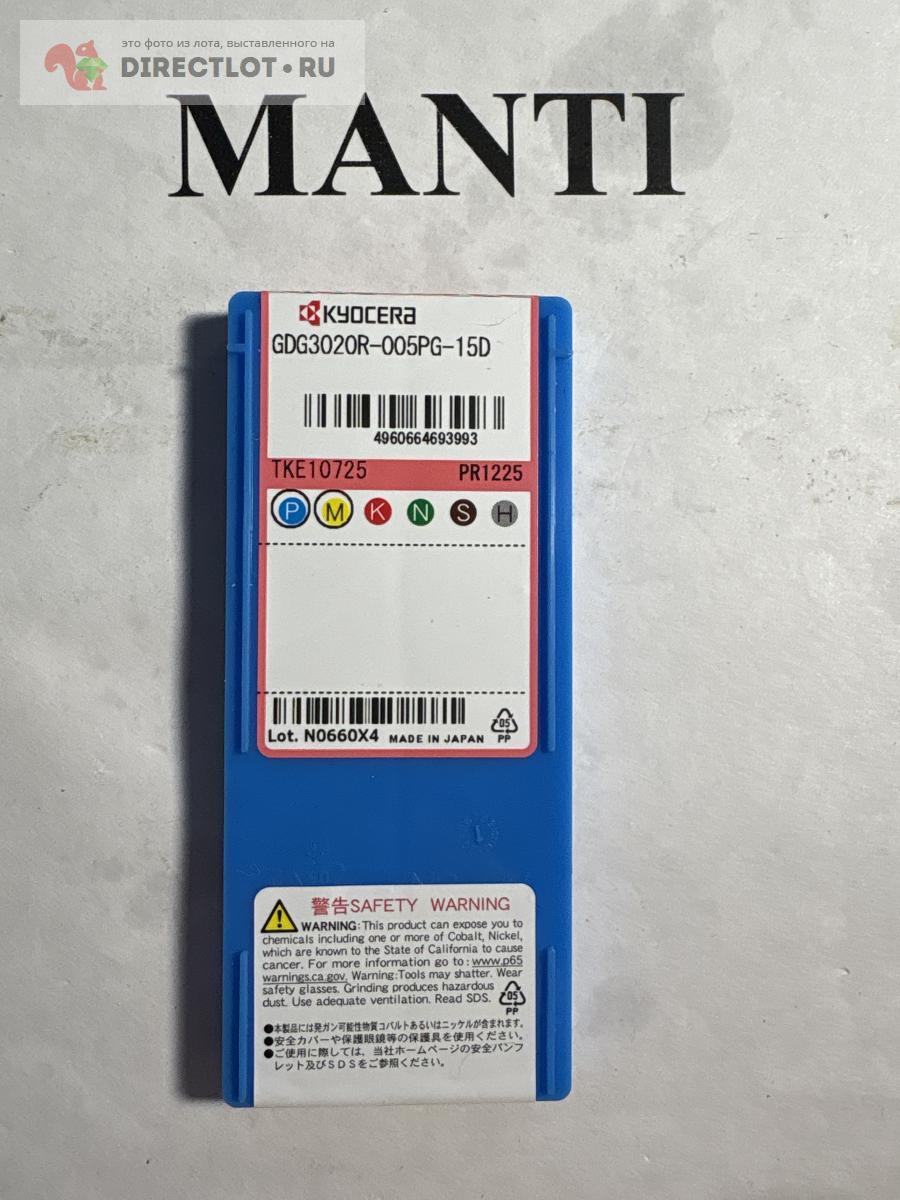 это фото из лота, выставленного на
DIRECTLOT.RU
MANTI
KYOCERA
GDG3020R-005PG-15D
4960664693993
TKE10725 PR1225
P M K N S H
Lot. N0660X4 MADE IN JAPAN
05
PP
警告SAFETY WARNING
WARNING:This product can expose you to
chemicals including one or more of Cobalt, Nickel,
which are known to the State of California to cause
cancer. For more information go to:www.p65
warnings.ca.gov. Warning:Tools may shatter. Wear
safety glasses. Grinding produces hazardous
dust. Use adequate ventilation. Read SDS.
05
PP
●本製品には発ガン可能性物質コバルトあるいはニッケルが含まれます。
●安全カバーや保護眼鏡等の保護具を使用ください。
●ご使用に際しては、当社ホームページの安全パンフ
レット及びSDSをご参照ください。